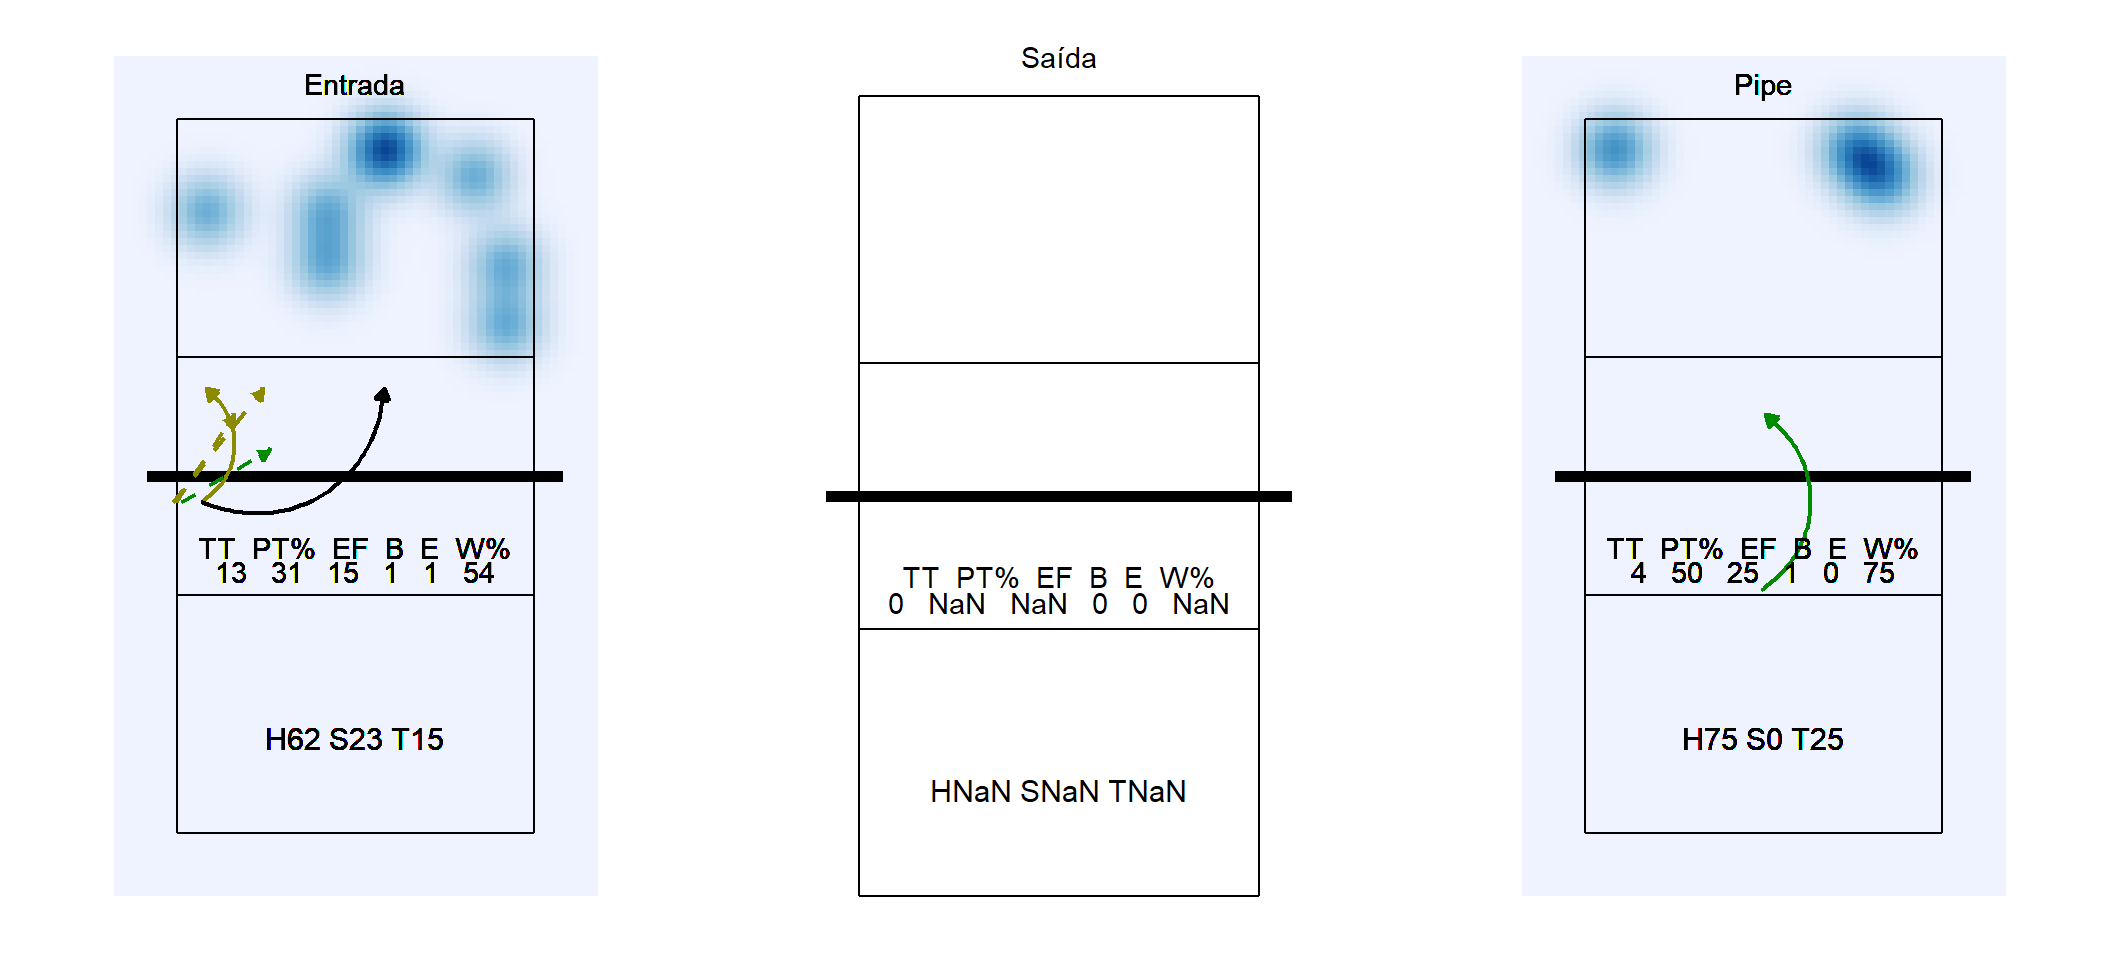 Entrada
TT PT% EF B E W%
13 31 15 1 1 54
H62 S23 T15
Saída
TT PT% EF B E W%
0 NaN NaN 0 0 NaN
HNaN SNaN TNaN
Pipe
TT PT% EF B E W%
4 50 25 1 0 75
H75 S0 T25